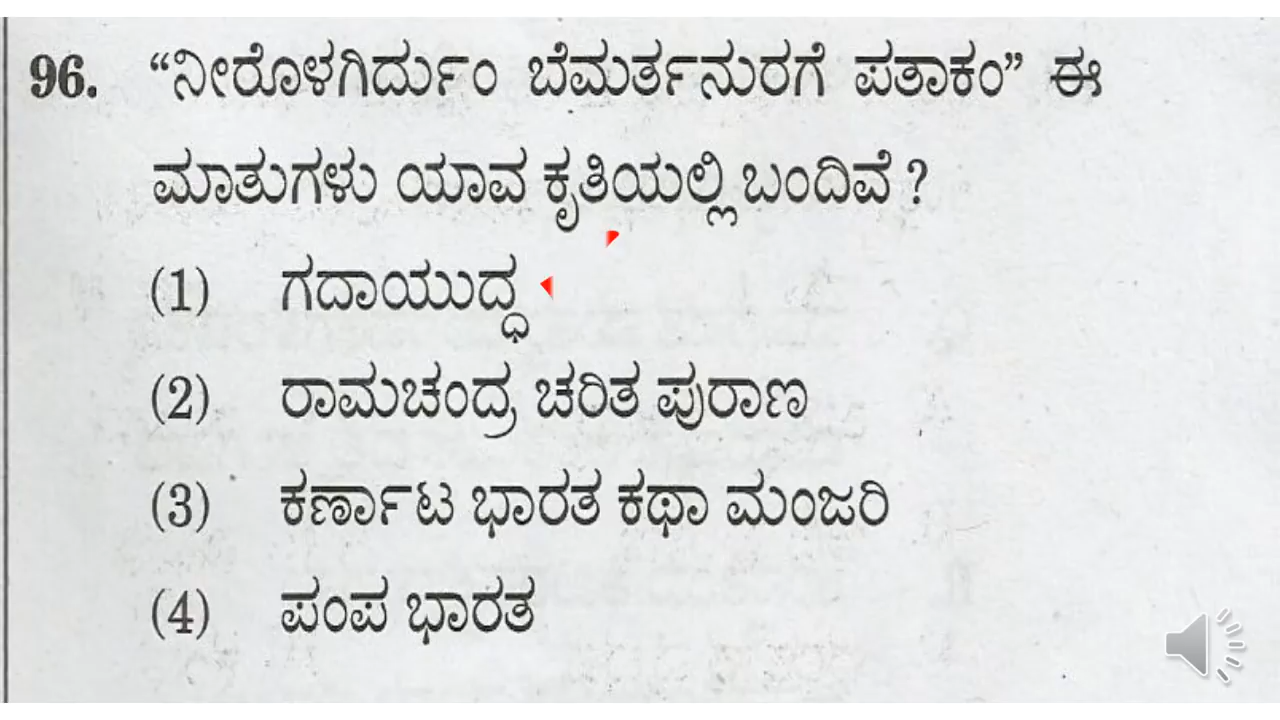 96. “ನೀರೊಳಗಿರ್ದುಂ ಬೆಮರ್ತನುರಗ ಪತಾಕಂ” ಈ
ಮಾತುಗಳು ಯಾವ ಕೃತಿಯಲ್ಲಿ ಬಂದಿವೆ ?
(1) ಗದಾಯುದ್ಧ
(2) ರಾಮಚಂದ್ರ ಚರಿತ ಪುರಾಣ
(3) ಕರ್ಣಾಟ ಭಾರತ ಕಥಾ ಮಂಜರಿ
(4) ಪಂಪ ಭಾರತ